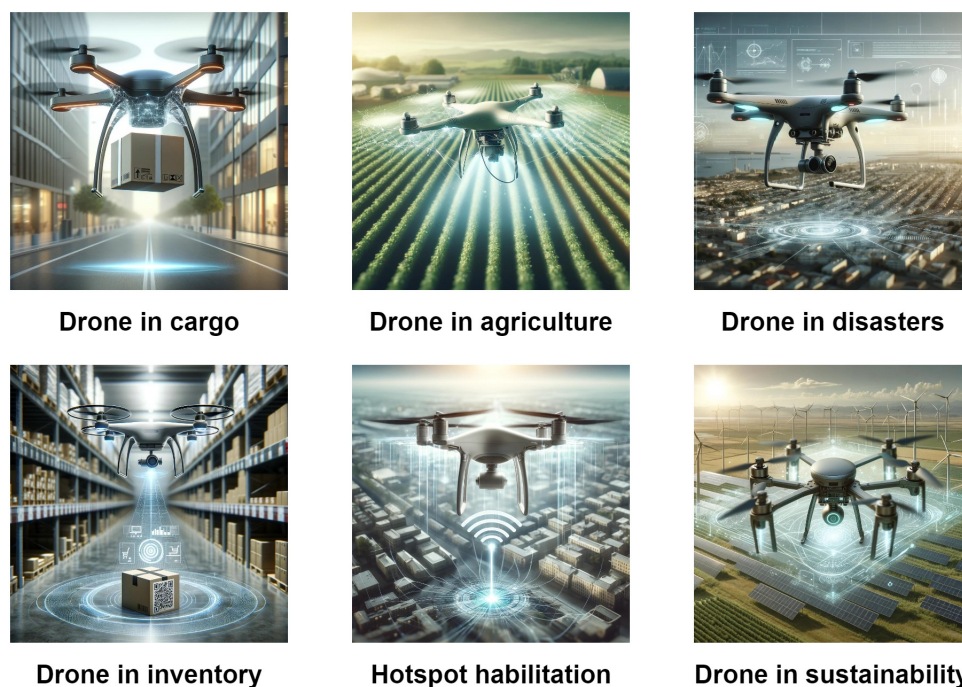 Drone in cargo
Drone in agriculture
Drone in disasters
Drone in inventory
Hotspot habilitation
Drone in sustainability